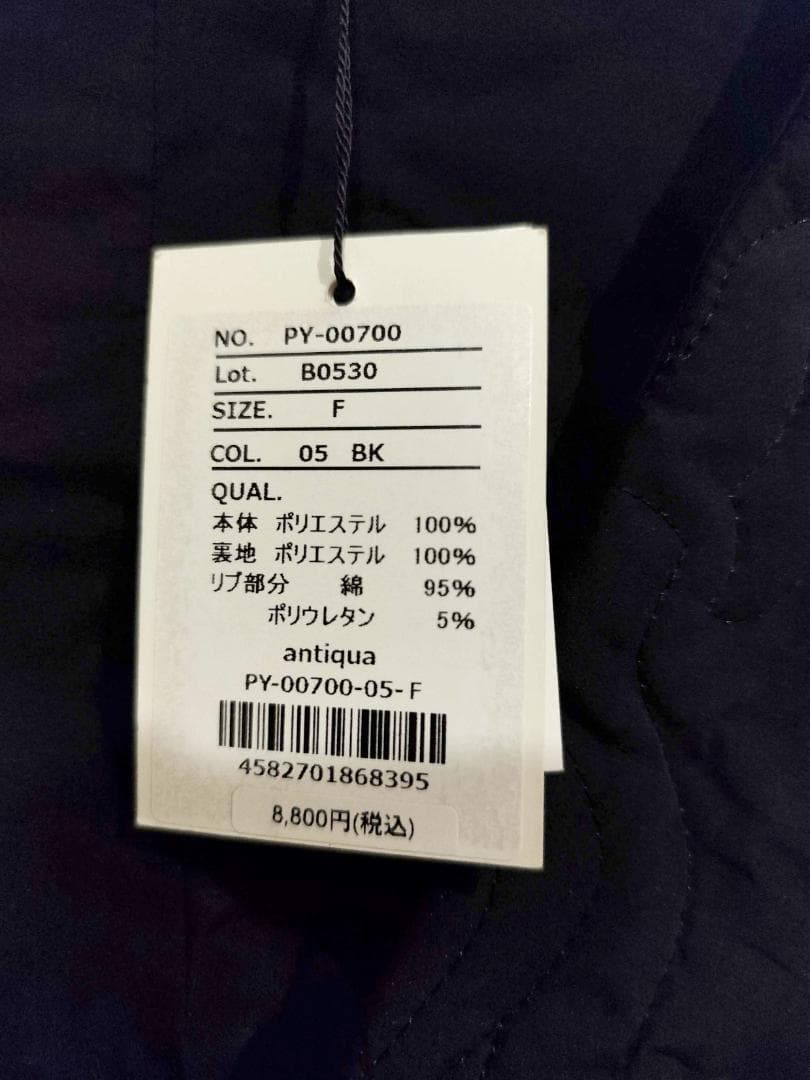 NO. PY-00700
Lot. B0530
SIZE. F
COL. 05 BK
QUAL.
本体 ポリエステル 100%
裏地 ポリエステル 100%
リブ部分 綿 95%
ポリウレタン 5%
antiqua
PY-00700-05-F
4582701868395
8,800円(税込)